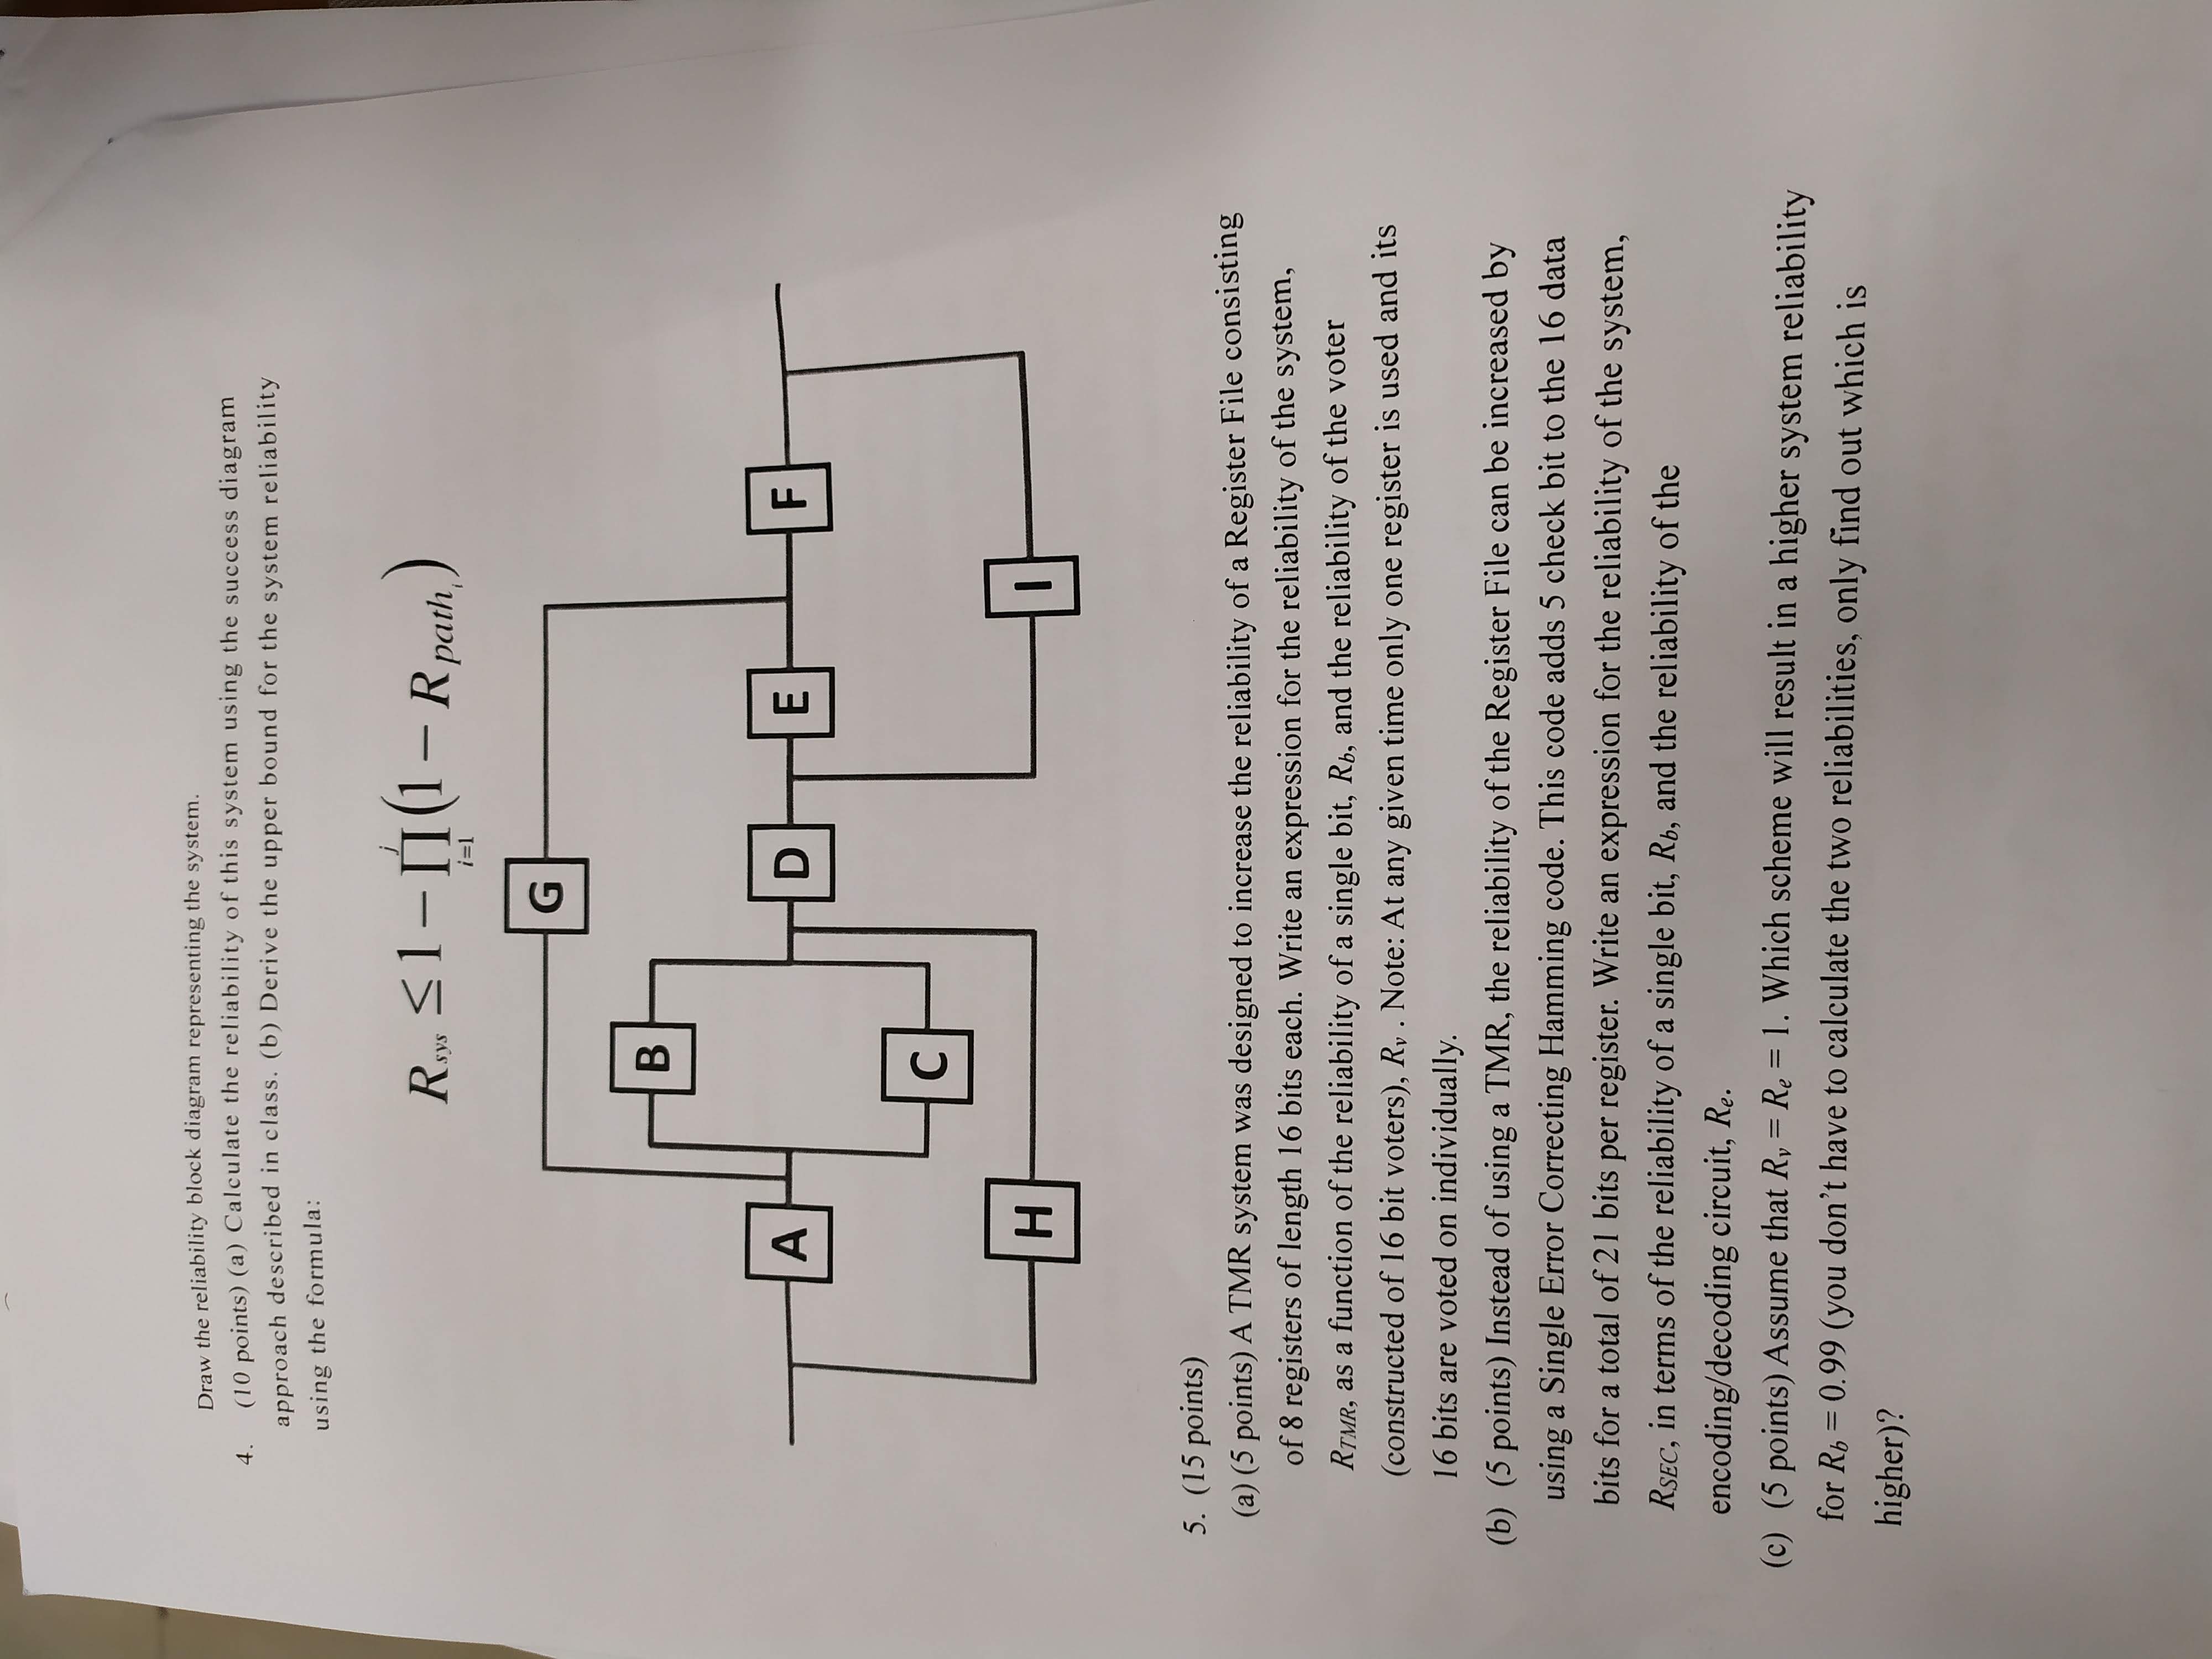 Draw the reliability block diagram representing the system.
4. (10 points) (a) Calculate the reliability of this system using the success diagram
approach described in class. (b) Derive the upper bound for the system reliability
using the formula:
R_sys ≤ 1 − ∏_{i=1}^{j} (1 − R_{path_i})
G
B
A D E F
C
H I
5. (15 points)
(a) (5 points) A TMR system was designed to increase the reliability of a Register File consisting
of 8 registers of length 16 bits each. Write an expression for the reliability of the system,
R_TMR, as a function of the reliability of a single bit, R_b, and the reliability of the voter
(constructed of 16 bit voters), R_v . Note: At any given time only one register is used and its
16 bits are voted on individually.
(b) (5 points) Instead of using a TMR, the reliability of the Register File can be increased by
using a Single Error Correcting Hamming code. This code adds 5 check bit to the 16 data
bits for a total of 21 bits per register. Write an expression for the reliability of the system,
R_SEC, in terms of the reliability of a single bit, R_b, and the reliability of the
encoding/decoding circuit, R_e.
(c) (5 points) Assume that R_v = R_e = 1. Which scheme will result in a higher system reliability
for R_b = 0.99 (you don't have to calculate the two reliabilities, only find out which is
higher)?